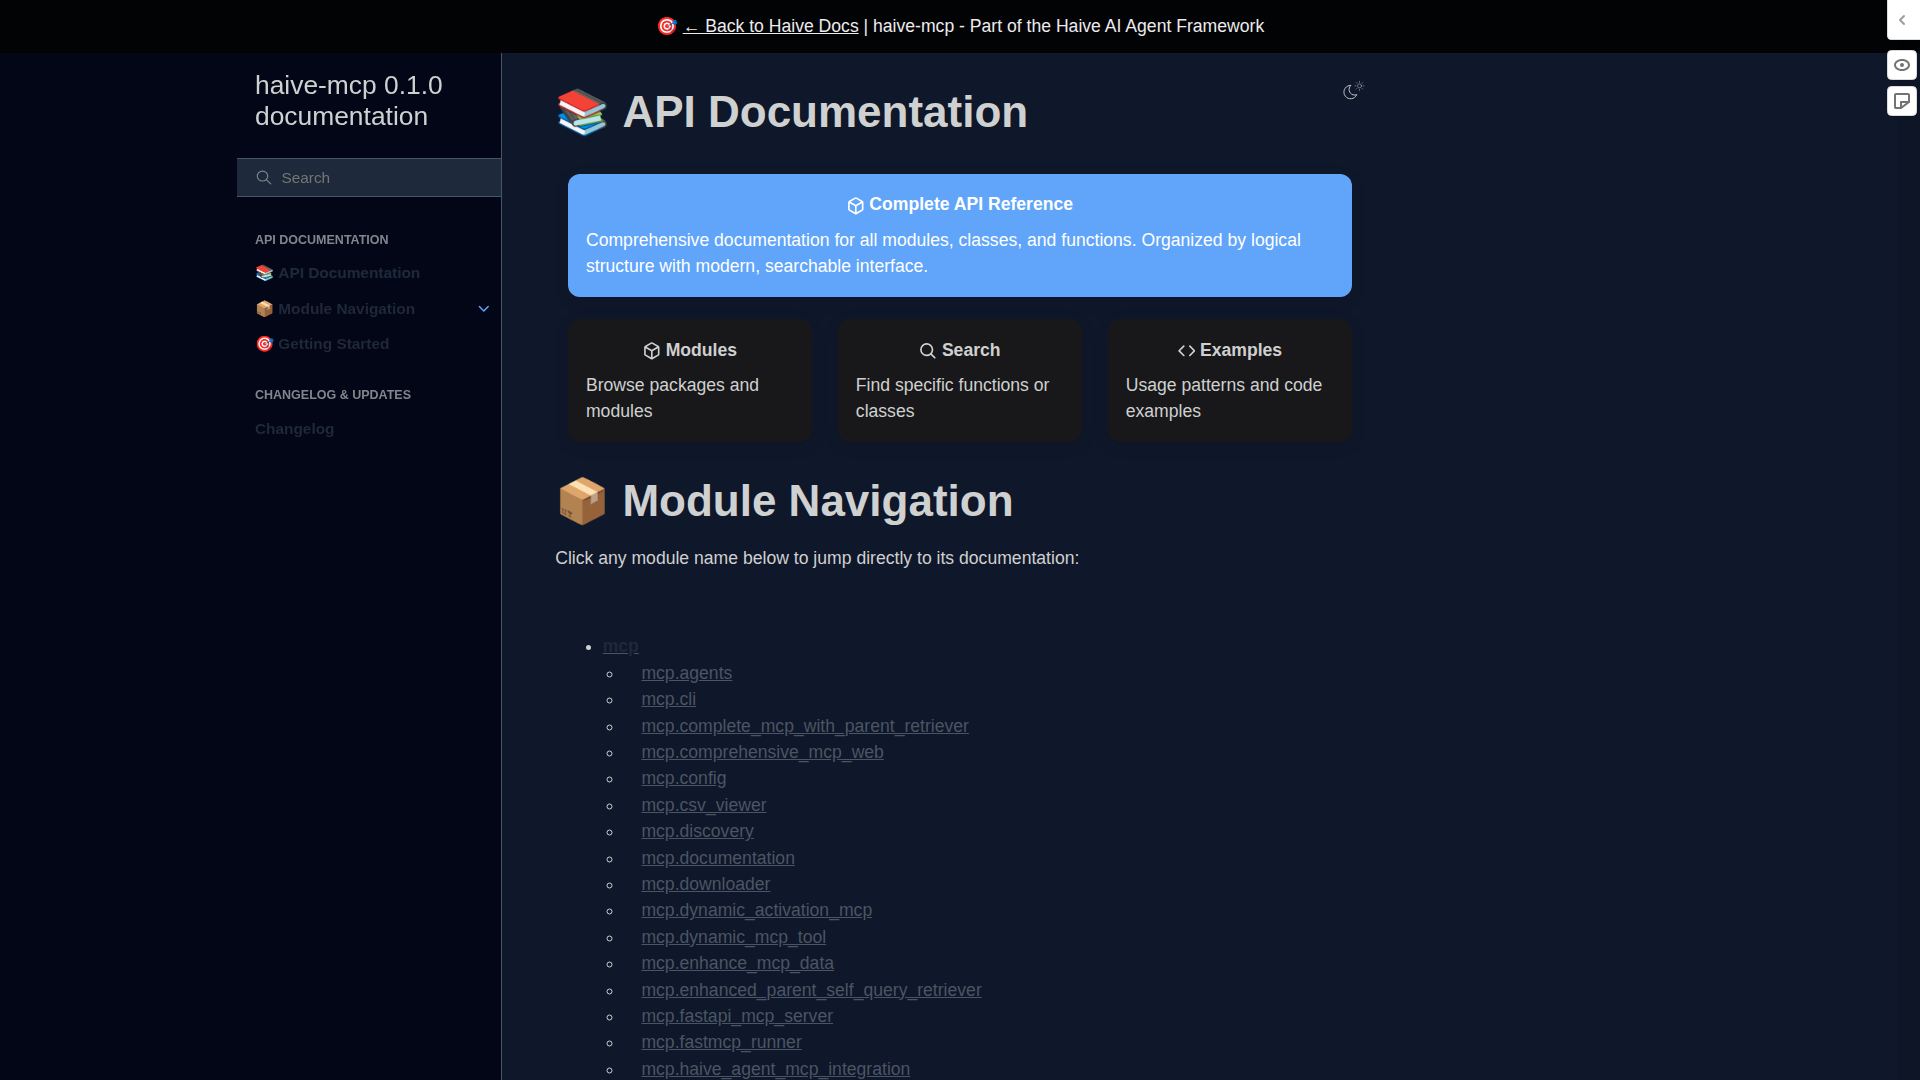 🎯 ← Back to Haive Docs | haive-mcp - Part of the Haive AI Agent Framework
haive-mcp 0.1.0
documentation
Search
API DOCUMENTATION
📚 API Documentation
📦 Module Navigation
🎯 Getting Started
CHANGELOG & UPDATES
Changelog
📚 API Documentation
Complete API Reference
Comprehensive documentation for all modules, classes, and functions. Organized by logical
structure with modern, searchable interface.
Modules
Browse packages and
modules
Search
Find specific functions or
classes
Examples
Usage patterns and code
examples
📦 Module Navigation
Click any module name below to jump directly to its documentation:
mcp
mcp.agents
mcp.cli
mcp.complete_mcp_with_parent_retriever
mcp.comprehensive_mcp_web
mcp.config
mcp.csv_viewer
mcp.discovery
mcp.documentation
mcp.downloader
mcp.dynamic_activation_mcp
mcp.dynamic_mcp_tool
mcp.enhance_mcp_data
mcp.enhanced_parent_self_query_retriever
mcp.fastapi_mcp_server
mcp.fastmcp_runner
mcp.haive_agent_mcp_integration